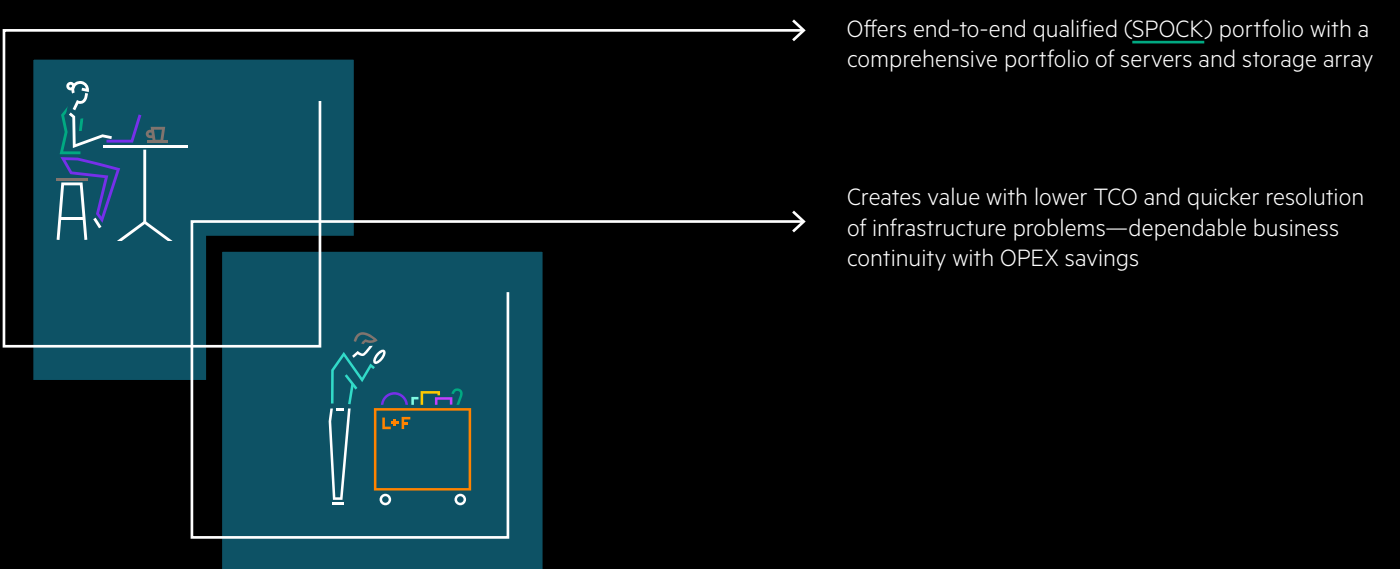 Offers end-to-end qualified (SPOCK) portfolio with a
comprehensive portfolio of servers and storage array
Creates value with lower TCO and quicker resolution
of infrastructure problems—dependable business
continuity with OPEX savings
L+F